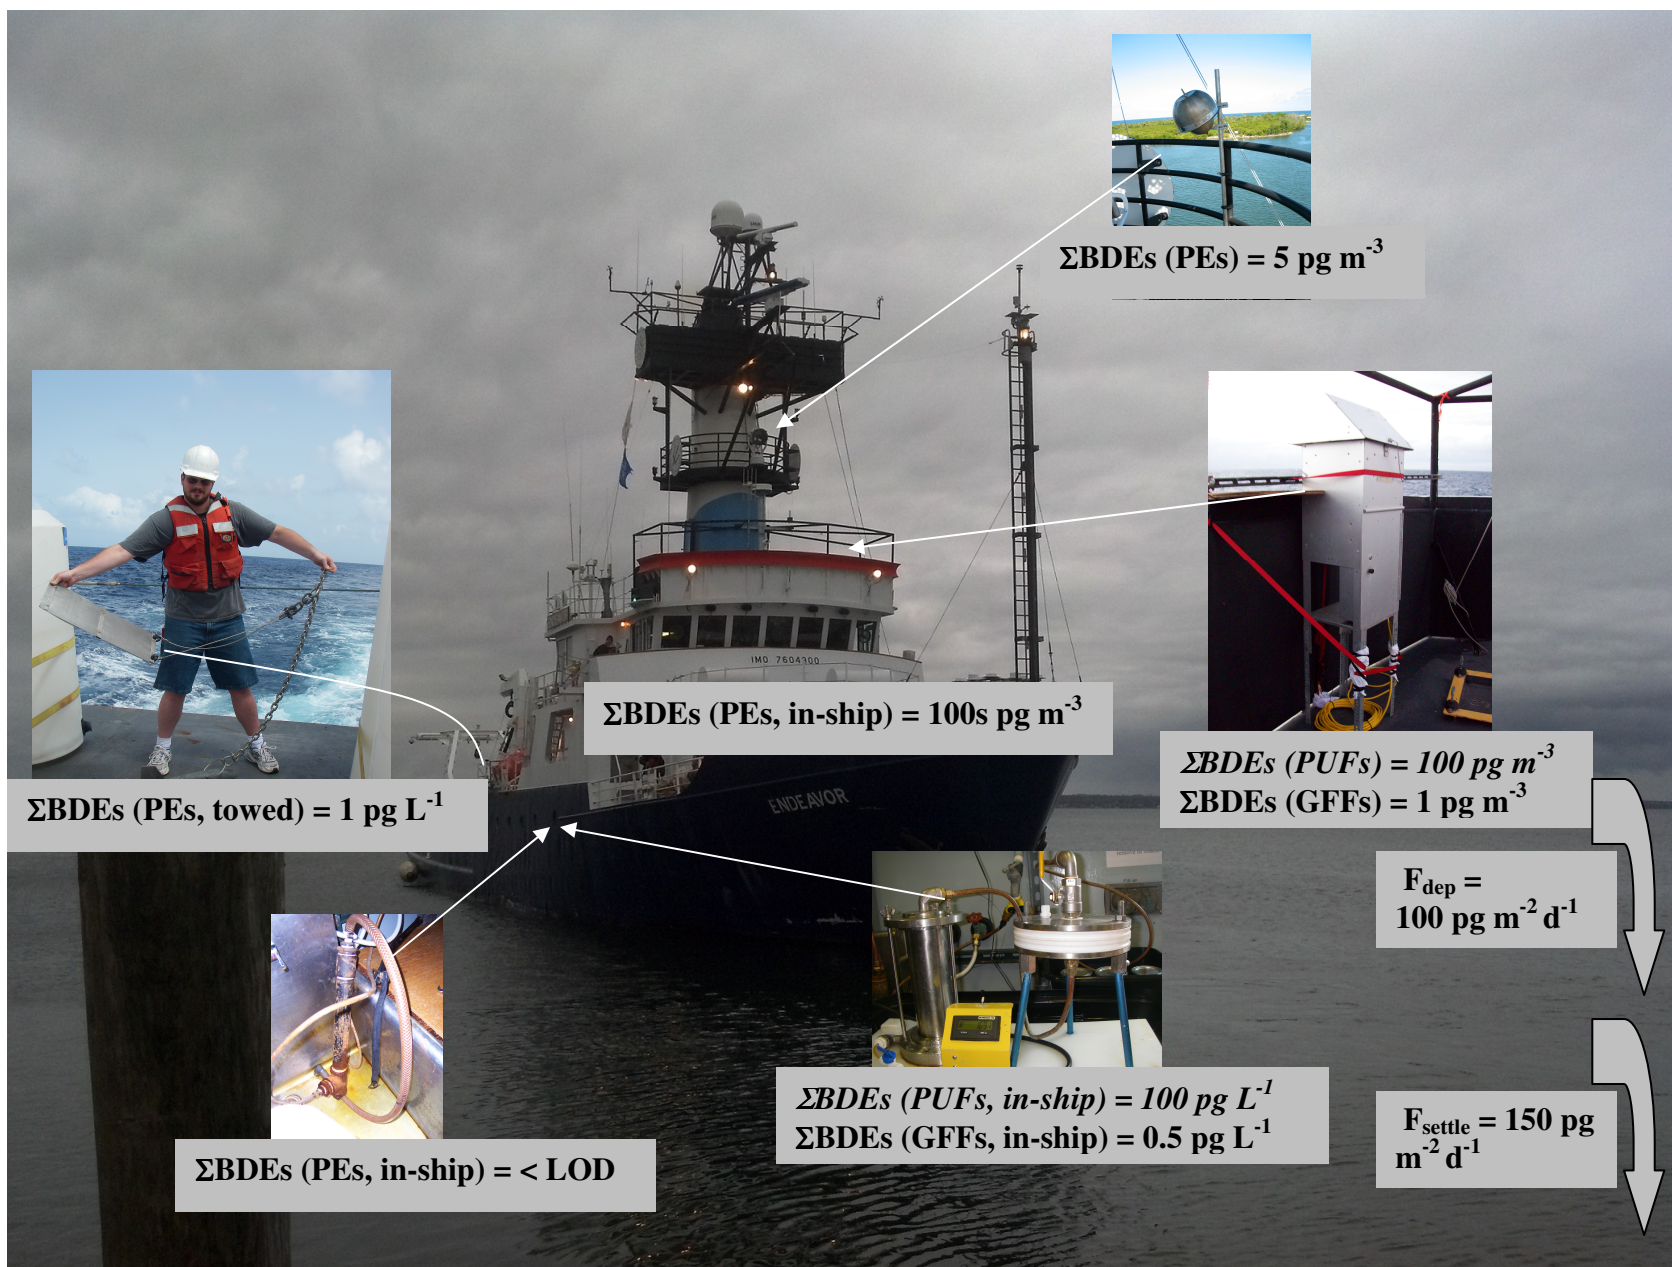 ΣBDEs (PEs) = 5 pg m-3
IMO 7604300
ΣBDEs (PEs, in-ship) = 100s pg m-3
ΣBDEs (PUFs) = 100 pg m-3
ΣBDEs (GFFs) = 1 pg m-3
ΣBDEs (PEs, towed) = 1 pg L-1
ENDEAVOR
Fdep =
100 pg m-2 d-1
ΣBDEs (PUFs, in-ship) = 100 pg L-1
ΣBDEs (GFFs, in-ship) = 0.5 pg L-1
Fsettle = 150 pg
m-2 d-1
ΣBDEs (PEs, in-ship) = < LOD